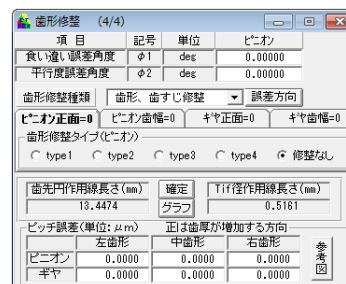 歯形修整 (4/4)
項 目 記号 単位 ﾋﾟﾆｵﾝ
食い違い誤差角度 φ1 deg 0.00000
平行度誤差角度 φ2 deg 0.00000
歯形修整種類 歯形、歯すじ修整 誤差方向
ﾋﾟﾆｵﾝ正面=0 ﾋﾟﾆｵﾝ歯幅=0 ｷﾞﾔ正面=0 ｷﾞﾔ歯幅=0
歯形修整タイプ(ﾋﾟﾆｵﾝ)
type1 type2 type3 type4 修整なし
歯先円作用線長さ(mm) 確定 Tif径作用線長さ(mm)
13.4474 グラフ 0.5161
ピッチ誤差(単位:μm) 正は歯厚が増加する方向
左歯形 中歯形 右歯形 参考図
ピニオン 0.0000 0.0000 0.0000
ギヤ 0.0000 0.0000 0.0000